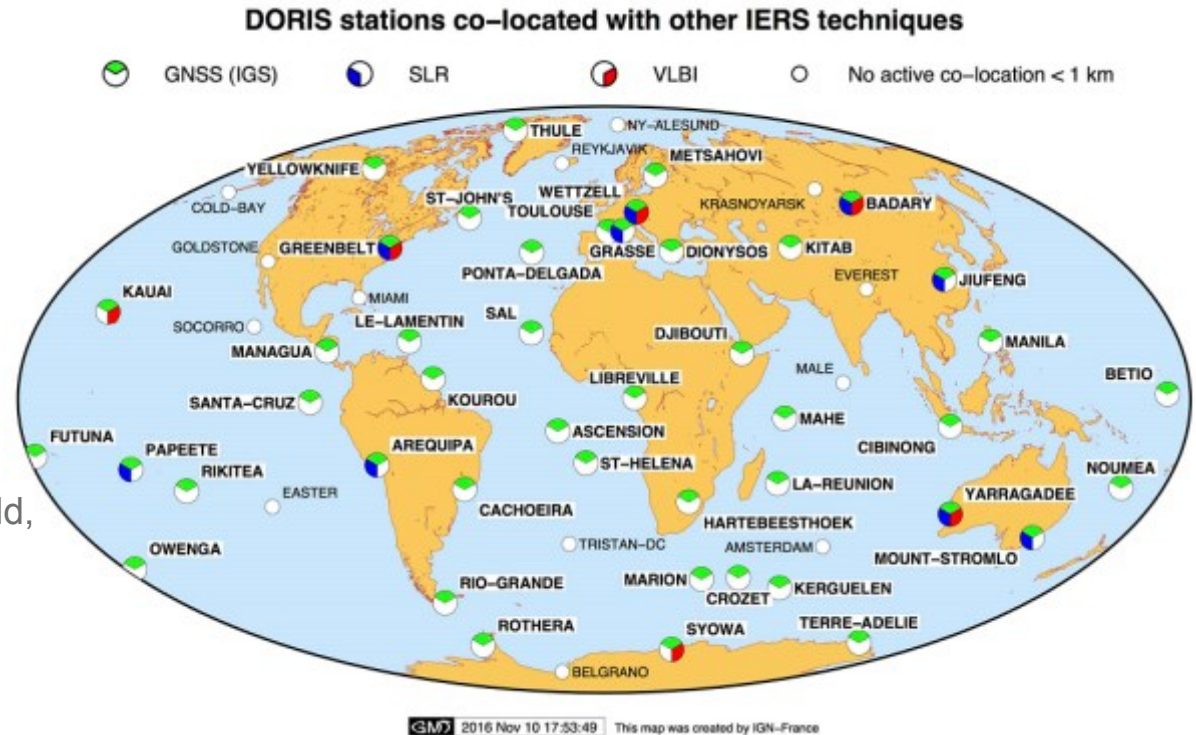 DORIS stations co-located with other IERS techniques
GNSS (IGS) SLR VLBI No active co-location < 1 km
THULE
NY-ALESUND
REYKJAVIK
METSAHOVI
YELLOWKNIFE
ST-JOHN'S
WETTZELL
COLD-BAY
TOULOUSE
KRASNOYARSK
BADARY
GOLDSTONE
GREENBELT
GRASSE
DIONYSOS
KITAB
PONTA-DELGADA
EVEREST
JIUFENG
KAUAI
MIAMI
SOCORRO
LE-LAMENTIN
SAL
DJIBOUTI
MANILA
MANAGUA
LIBREVILLE
MALE
BETIO
SANTA-CRUZ
KOUROU
MAHE
ASCENSION
CIBINONG
FUTUNA
PAPEETE
AREQUIPA
ST-HELENA
RIKITEA
LA-REUNION
NOUMEA
EASTER
YARRAGADEE
ld,
CACHOEIRA
HARTEBEESTHOEK
TRISTAN-DC
AMSTERDAM
OWENGA
MOUNT-STROMLO
RIO-GRANDE
MARION
CROZET
KERGUELEN
ROTHERA
SYOWA
TERRE-ADELIE
BELGRANO
GMT 2016 Nov 10 17:53:49 This map was created by IGN-France